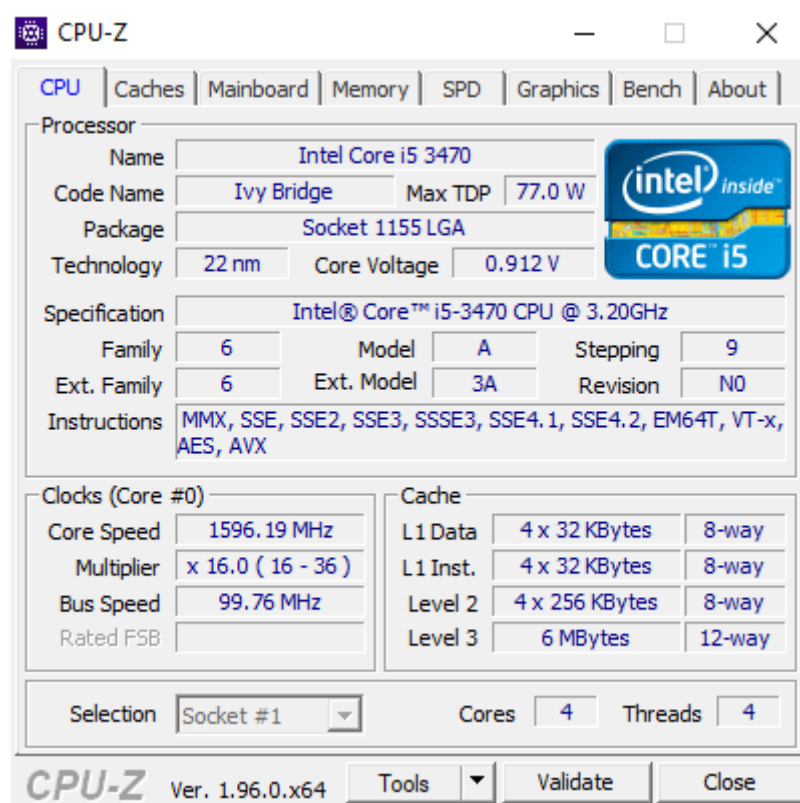 CPU-Z
CPU Caches Mainboard Memory SPD Graphics Bench About
Processor
Name Intel Core i5 3470
Code Name Ivy Bridge Max TDP 77.0 W
Package Socket 1155 LGA
Technology 22 nm Core Voltage 0.912 V
intel inside™
CORE™ i5
Specification Intel® Core™ i5-3470 CPU @ 3.20GHz
Family 6 Model A Stepping 9
Ext. Family 6 Ext. Model 3A Revision N0
Instructions MMX, SSE, SSE2, SSE3, SSSE3, SSE4.1, SSE4.2, EM64T, VT-x,
AES, AVX
Clocks (Core #0)
Core Speed 1596.19 MHz
Multiplier x 16.0 ( 16 - 36 )
Bus Speed 99.76 MHz
Rated FSB
Cache
L1 Data 4 x 32 KBytes 8-way
L1 Inst. 4 x 32 KBytes 8-way
Level 2 4 x 256 KBytes 8-way
Level 3 6 MBytes 12-way
Selection Socket #1 Cores 4 Threads 4
CPU-Z Ver. 1.96.0.x64 Tools Validate Close